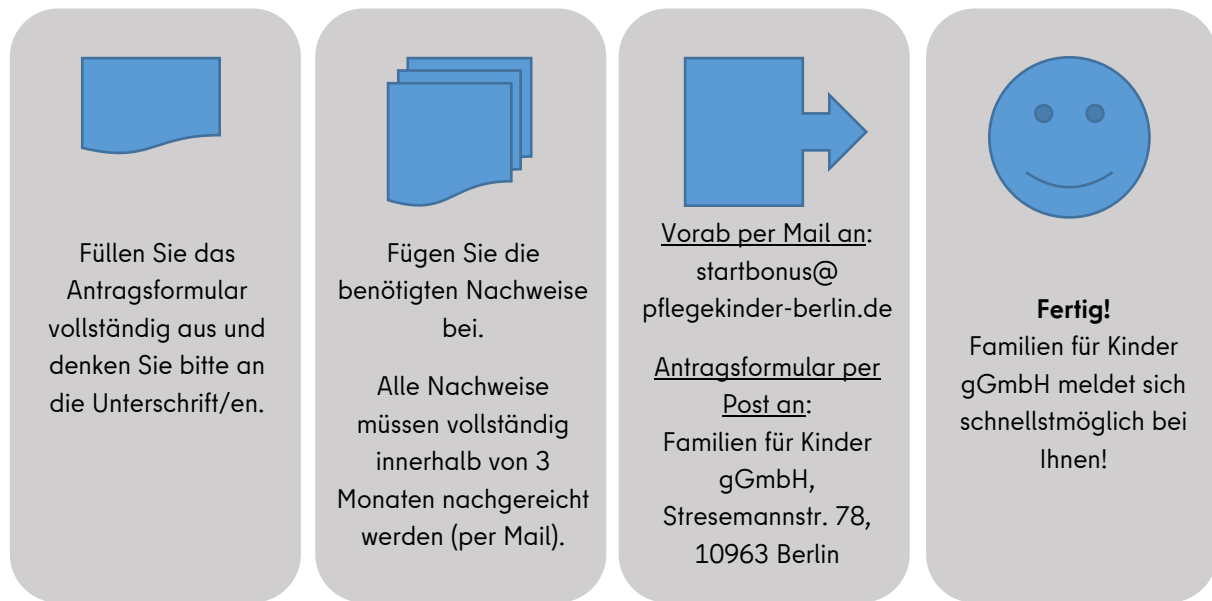 Füllen Sie das
Antragsformular
vollständig aus und
denken Sie bitte an
die Unterschrift/en.
Fügen Sie die
benötigten Nachweise
bei.
Alle Nachweise
müssen vollständig
innerhalb von 3
Monaten nachgereicht
werden (per Mail).
Vorab per Mail an:
startbonus@
pflegekinder-berlin.de
Antragsformular per
Post an:
Familien für Kinder
gGmbH,
Stresemannstr. 78,
10963 Berlin
Fertig!
Familien für Kinder
gGmbH meldet sich
schnellstmöglich bei
Ihnen!